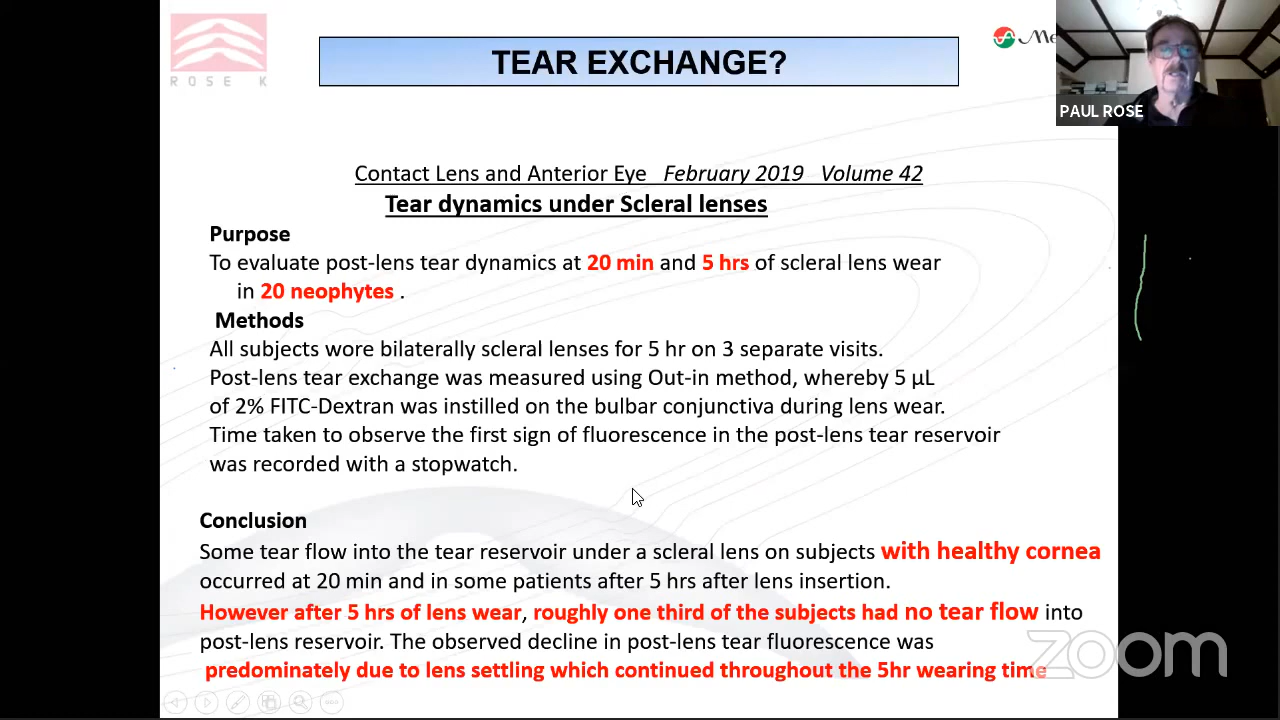 ROSE K
TEAR EXCHANGE?
PAUL ROSE
Contact Lens and Anterior Eye February 2019 Volume 42
Tear dynamics under Scleral lenses
Purpose
To evaluate post-lens tear dynamics at 20 min and 5 hrs of scleral lens wear
in 20 neophytes .
Methods
All subjects wore bilaterally scleral lenses for 5 hr on 3 separate visits.
Post-lens tear exchange was measured using Out-in method, whereby 5 µL
of 2% FITC-Dextran was instilled on the bulbar conjunctiva during lens wear.
Time taken to observe the first sign of fluorescence in the post-lens tear reservoir
was recorded with a stopwatch.
Conclusion
Some tear flow into the tear reservoir under a scleral lens on subjects with healthy cornea
occurred at 20 min and in some patients after 5 hrs after lens insertion.
However after 5 hrs of lens wear, roughly one third of the subjects had no tear flow into
post-lens reservoir. The observed decline in post-lens tear fluorescence was
predominately due to lens settling which continued throughout the 5hr wearing time
zoom